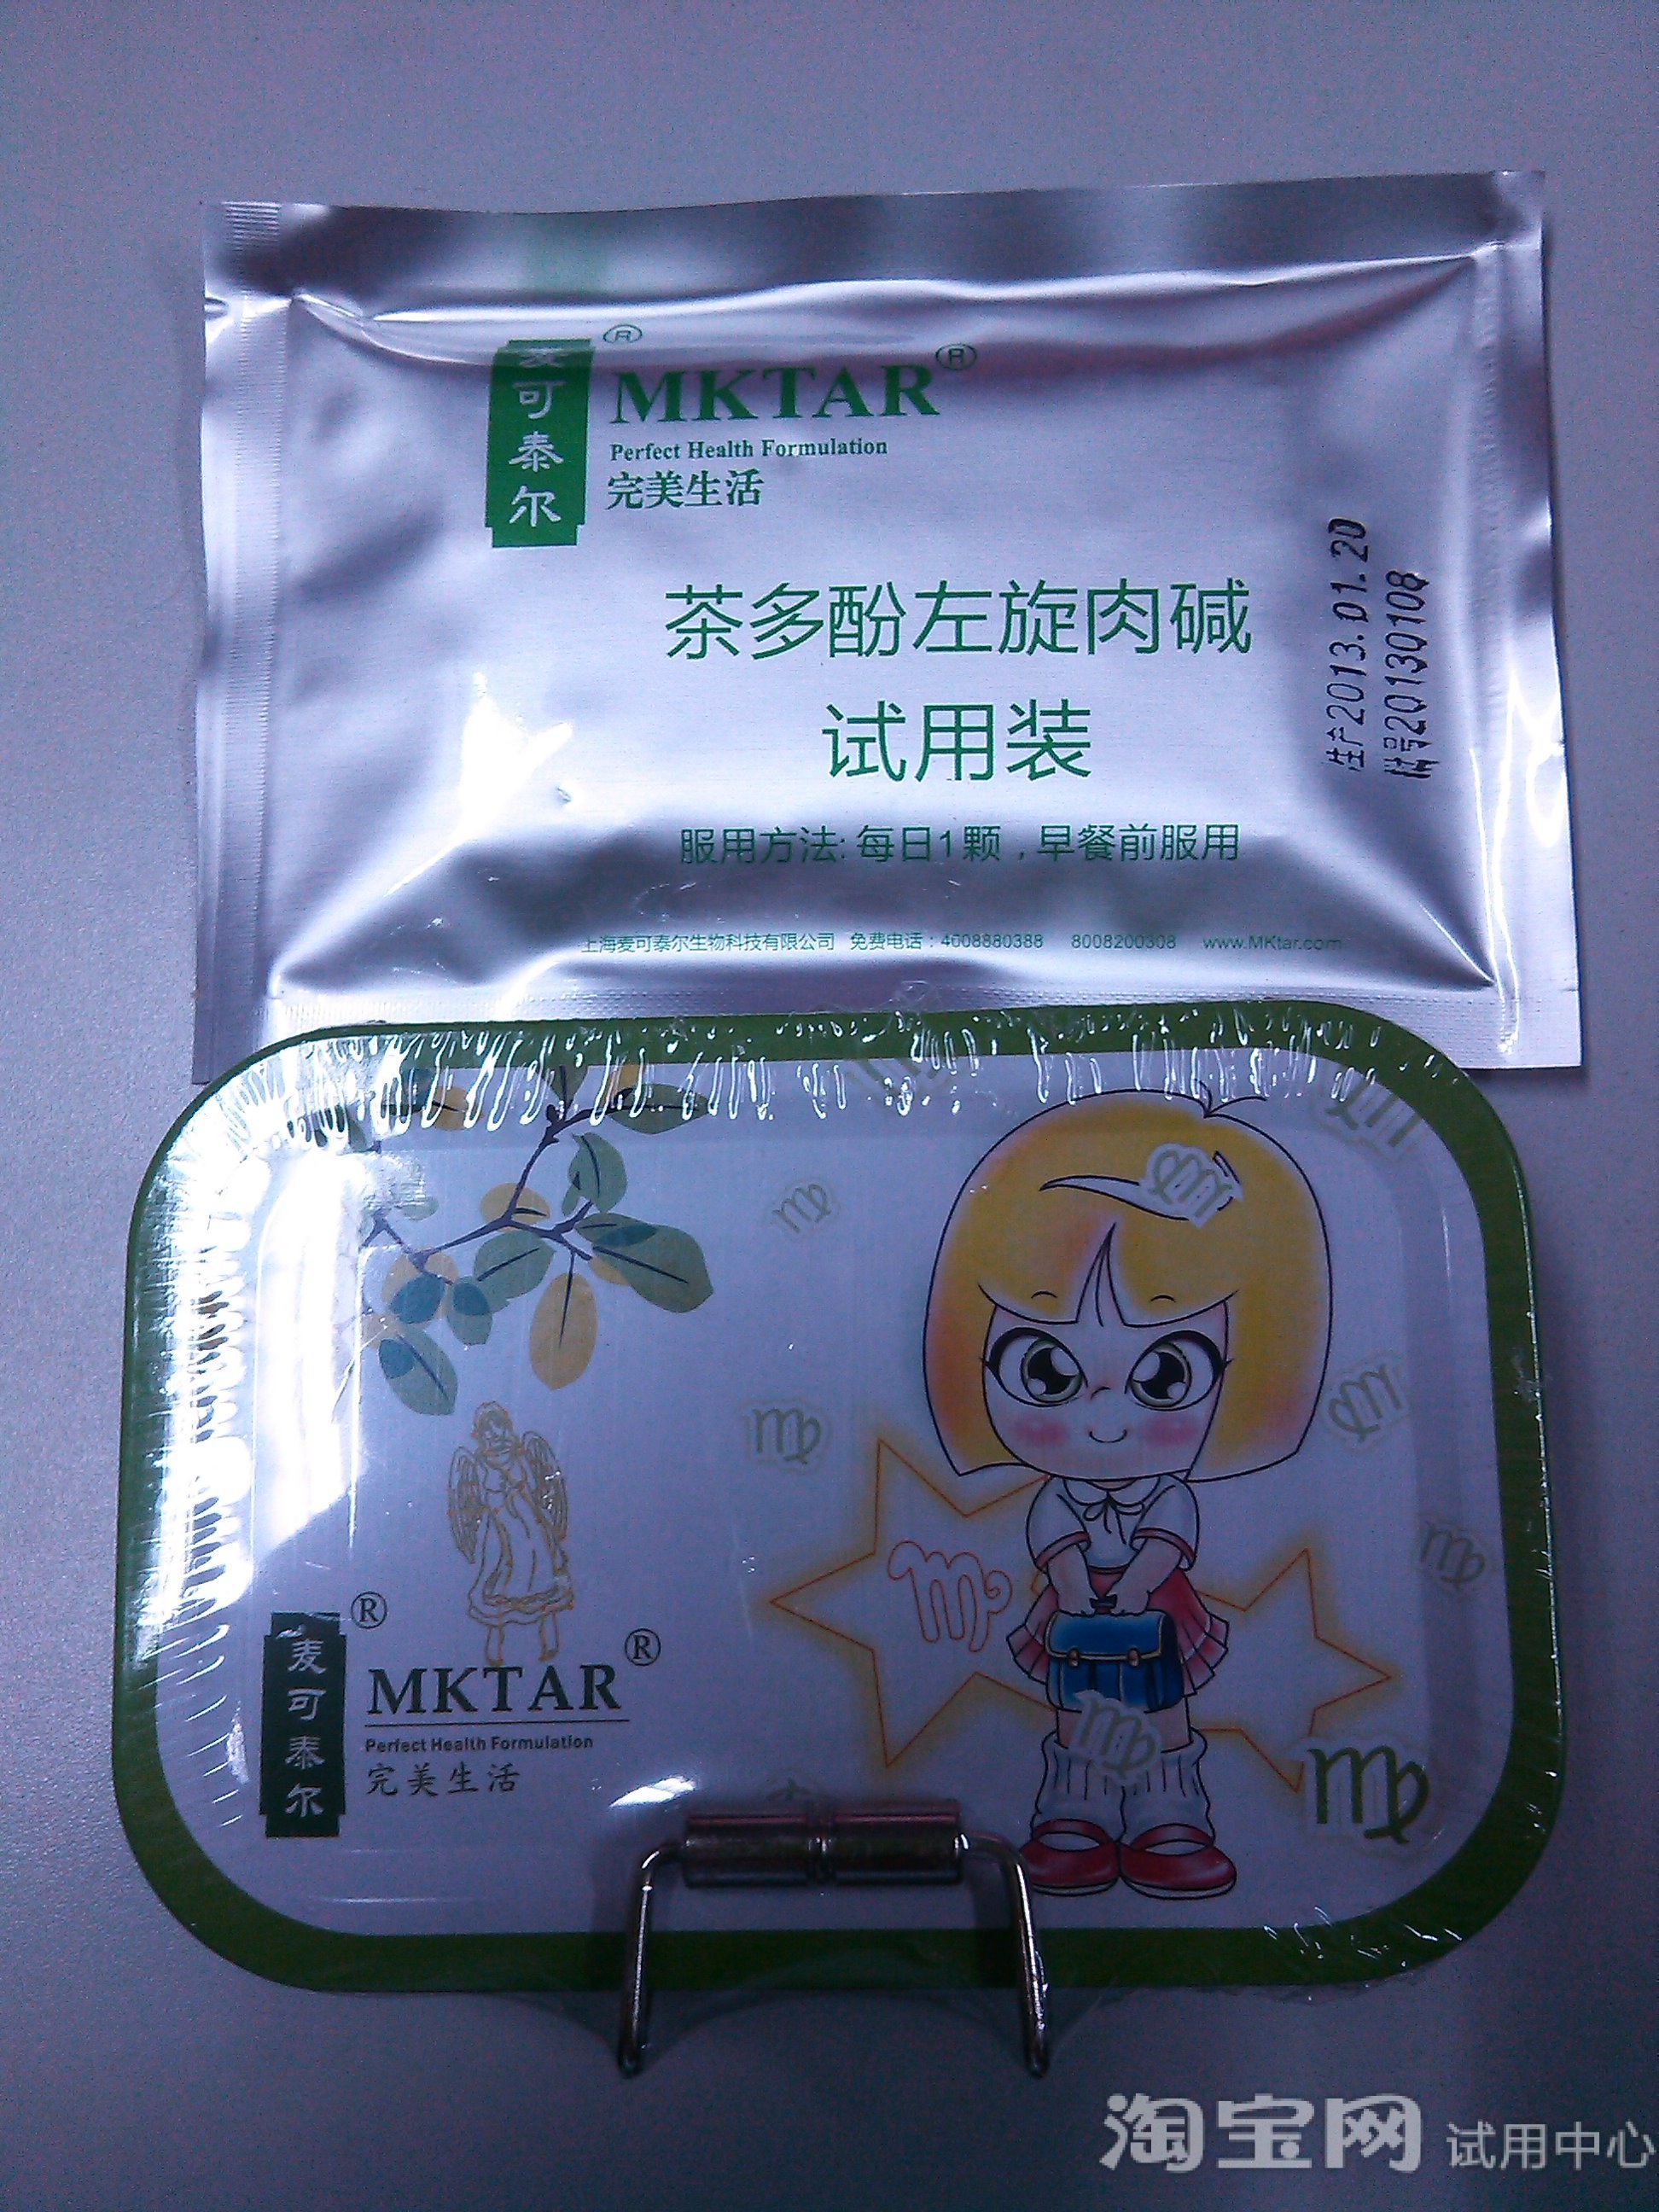 麦可泰尔
®
MKTAR®
Perfect Health Formulation
完美生活
茶多酚左旋肉碱
试用装
服用方法: 每日1颗，早餐前服用
上海麦可泰尔生物科技有限公司 免费电话：4008880388 8008200308 www.MKtar.com
生产2013.01.20
批号20130108
麦可泰尔
®
MKTAR®
Perfect Health Formulation
完美生活
淘宝网 试用中心